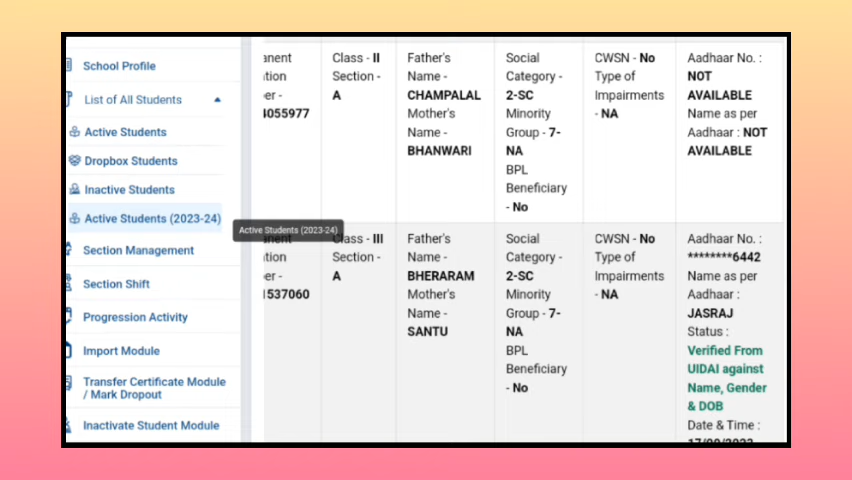 School Profile
List of All Students
Active Students
Dropbox Students
Inactive Students
Active Students (2023-24)
Section Management
Section Shift
Progression Activity
Import Module
Transfer Certificate Module
/ Mark Dropout
Inactivate Student Module
Active Students (2023-24)
4055977
Class - II
Section -
A
Father's
Name -
CHAMPALAL
Mother's
Name -
BHANWARI
Social
Category -
2-SC
Minority
Group - 7-
NA
BPL
Beneficiary
- No
CWSN - No
Type of
Impairments
- NA
Aadhaar No. :
NOT
AVAILABLE
Name as per
Aadhaar : NOT
AVAILABLE
1537060
Class - III
Section -
A
Father's
Name -
BHERARAM
Mother's
Name -
SANTU
Social
Category -
2-SC
Minority
Group - 7-
NA
BPL
Beneficiary
- No
CWSN - No
Type of
Impairments
- NA
Aadhaar No. :
********6442
Name as per
Aadhaar :
JASRAJ
Status :
Verified From
UIDAI against
Name, Gender
& DOB
Date & Time :